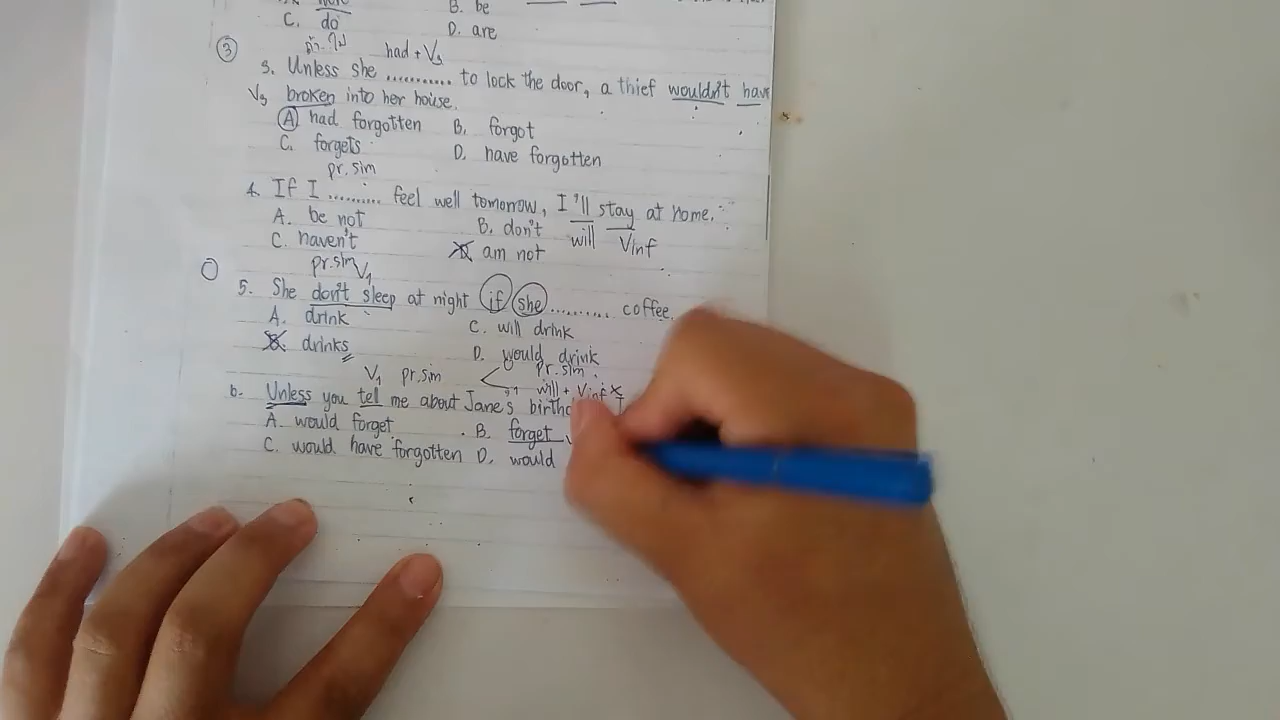 B. be
C. do
D. are
had + V3
3
3. Unless she ........... to lock the door, a thief wouldn't have
V3 broken into her house.
A had forgotten B. forgot
C. forgets D. have forgotten
pr. sim
4. If I .......... feel well tomorrow, I'll stay at home.
A. be not B. don't will Vinf
C. haven't D. am not
pr. sim V1
5. She don't sleep at night if she .......... coffee.
A. drink C. will drink
drinks D. would drink
V1 pr. sim pr. sim
will + Vinf x
6. Unless you tell me about Jane's
A. would forget B. forget
C. would have forgotten D. would